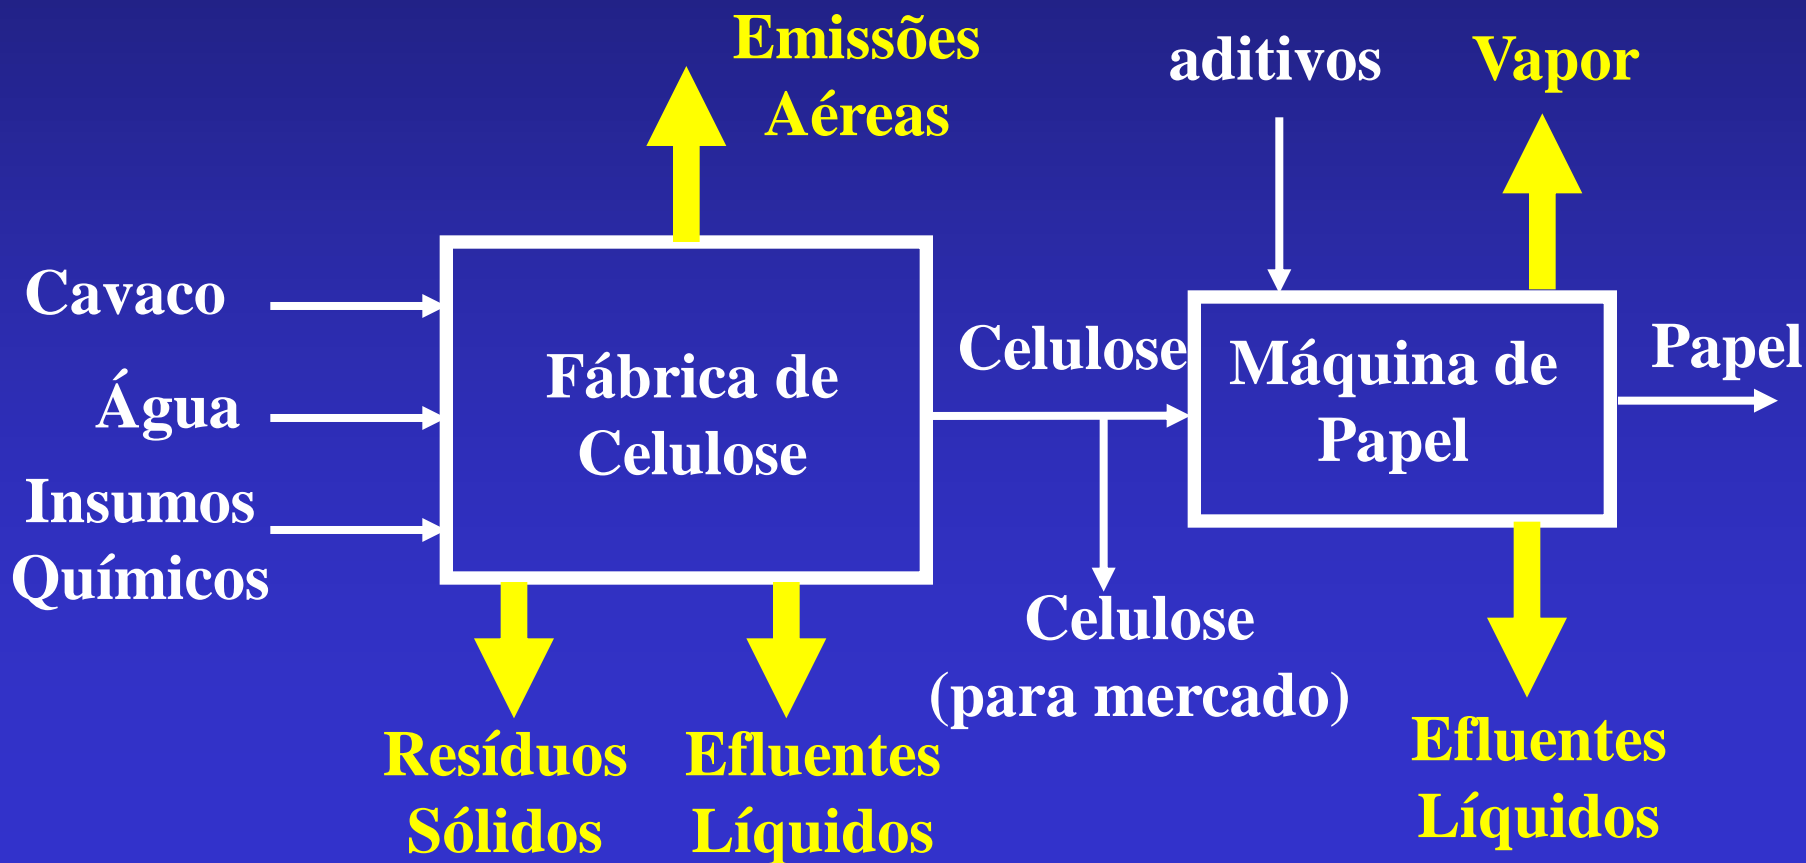 Emissões
Aéreas
aditivos
Vapor
Cavaco
Água
Insumos
Químicos
Fábrica de
Celulose
Celulose
Máquina de
Papel
Papel
Celulose
(para mercado)
Resíduos
Sólidos
Efluentes
Líquidos
Efluentes
Líquidos